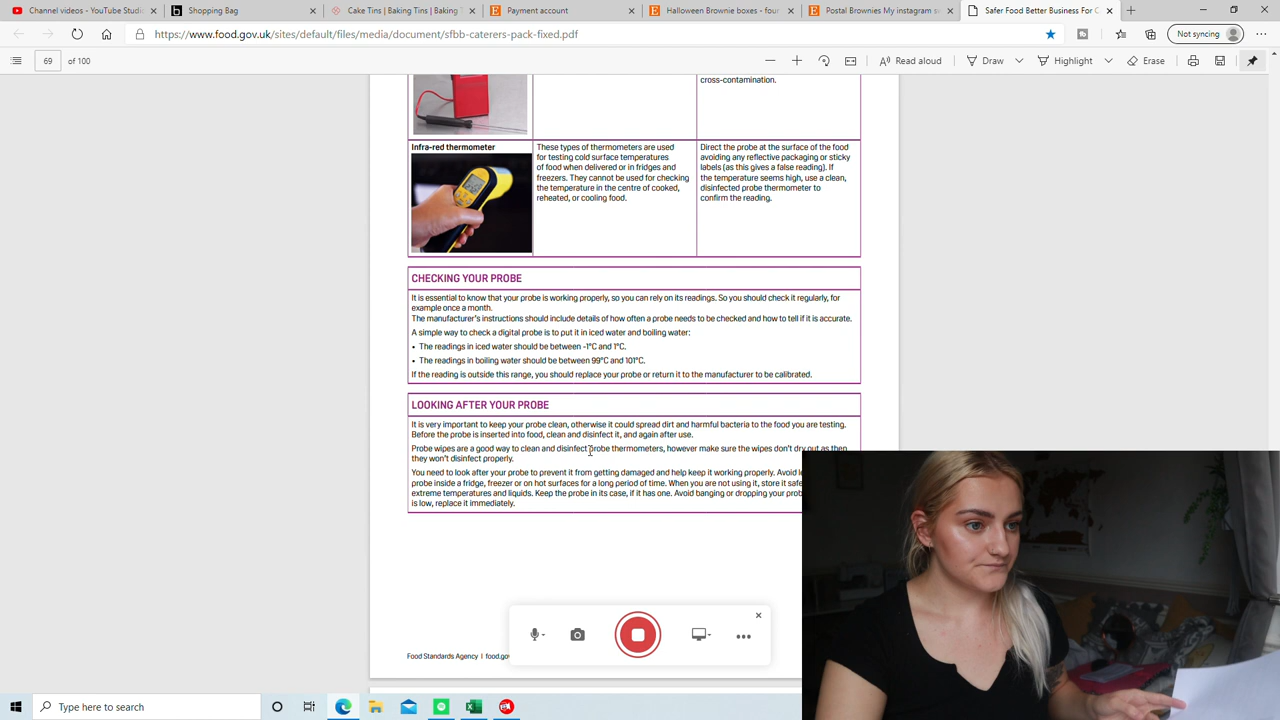 Channel videos - YouTube Studio
Shopping Bag
Cake Tins | Baking Tins | Baking
Payment account
Halloween Brownie boxes - four
Postal Brownies My instagram
Safer Food Better Business For C
https://www.food.gov.uk/sites/default/files/media/document/sfbb-caterers-pack-fixed.pdf
Not syncing
69 of 100
Read aloud
Draw
Highlight
Erase
cross-contamination.
Infra-red thermometer
These types of thermometers are used
for testing cold surface temperatures
of food when delivered or in fridges and
freezers. They cannot be used for checking
the temperature in the centre of cooked,
reheated, or cooling food.
Direct the probe at the surface of the food
avoiding any reflective packaging or sticky
labels (as this gives a false reading). If
the temperature seems high, use a clean,
disinfected probe thermometer to
confirm the reading.
CHECKING YOUR PROBE
It is essential to know that your probe is working properly, so you can rely on its readings. So you should check it regularly, for
example once a month.
The manufacturer's instructions should include details of how often a probe needs to be checked and how to tell if it is accurate.
A simple way to check a digital probe is to put it in iced water and boiling water:
• The readings in iced water should be between -1°C and 1°C.
• The readings in boiling water should be between 99°C and 101°C.
If the reading is outside this range, you should replace your probe or return it to the manufacturer to be calibrated.
LOOKING AFTER YOUR PROBE
It is very important to keep your probe clean, otherwise it could spread dirt and harmful bacteria to the food you are testing.
Before the probe is inserted into food, clean and disinfect it, and again after use.
Probe wipes are a good way to clean and disinfect probe thermometers, however make sure the wipes don't dry out as then
they won't disinfect properly.
You need to look after your probe to prevent it from getting damaged and help keep it working properly. Avoid
probe inside a fridge, freezer or on hot surfaces for a long period of time. When you are not using it, store it
extreme temperatures and liquids. Keep the probe in its case, if it has one. Avoid banging or dropping your
is low, replace it immediately.
Food Standards Agency | food.gov
Type here to search